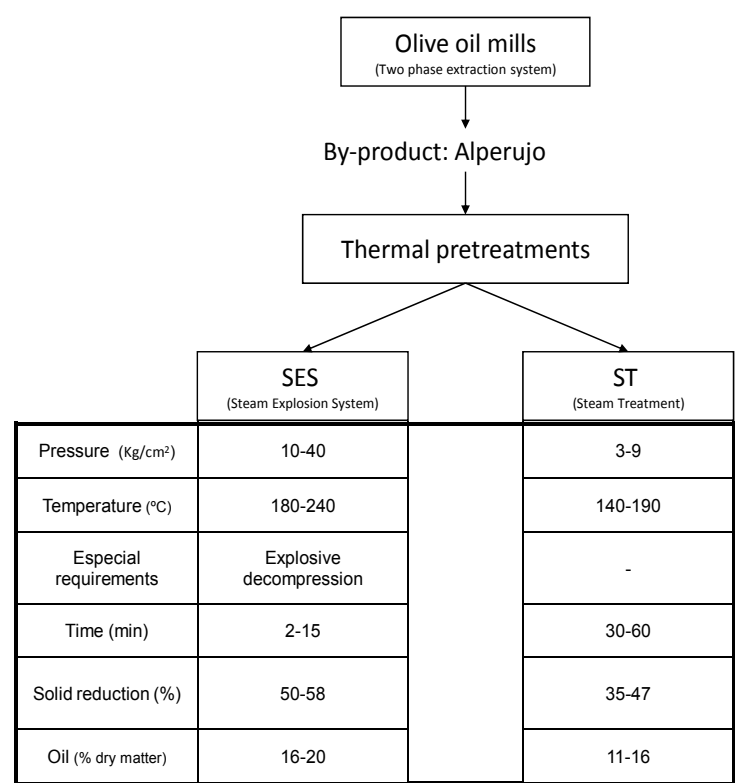 Olive oil mills
(Two phase extraction system)
By-product: Alperujo
Thermal pretreatments
SES
(Steam Explosion System)
ST
(Steam Treatment)
Pressure (Kg/cm²) 10-40 3-9
Temperature (ºC) 180-240 140-190
Especial
requirements
Explosive
decompression
-
Time (min) 2-15 30-60
Solid reduction (%) 50-58 35-47
Oil (% dry matter) 16-20 11-16